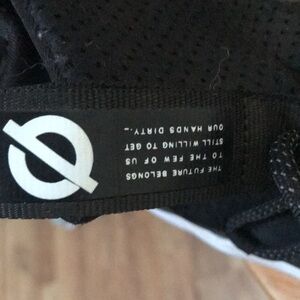 THE FUTURE BELONGS
TO THE FEW OF US
STILL WILLING TO GET
OUR HANDS DIRTY...